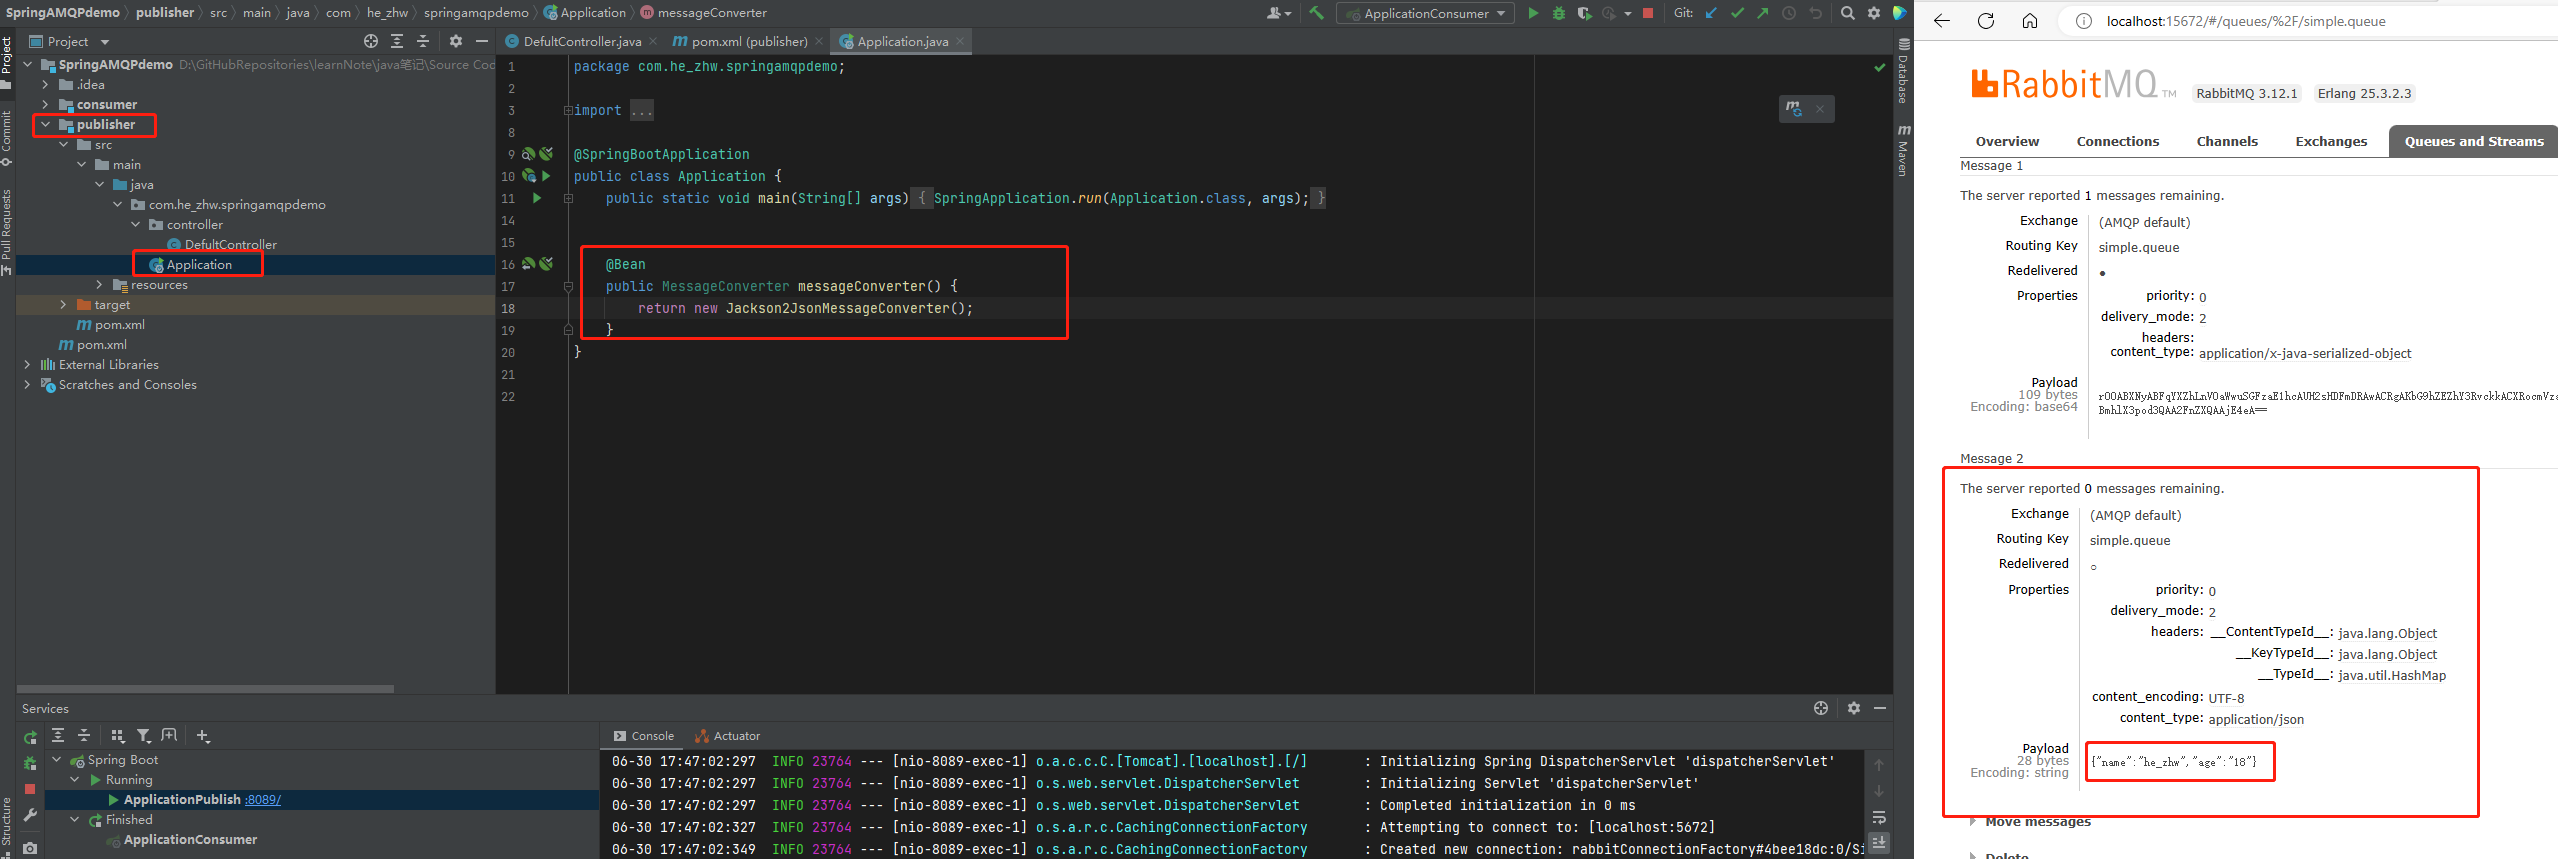 SpringAMQPdemo publisher src main java com he_zhw springamqpdemo Application messageConverter
ApplicationConsumer Git:
Project
Commit
Pull Requests
Structure
Project
SpringAMQPdemo D:\GitHubRepositories\learnNote\java笔记\Source Cod
.idea
consumer
publisher
src
main
java
com.he_zhw.springamqpdemo
controller
DefultController
Application
resources
target
pom.xml
pom.xml
External Libraries
Scratches and Consoles
DefultController.java pom.xml (publisher) Application.java
1 package com.he_zhw.springamqpdemo;
2
3 import ...
8
9 @SpringBootApplication
10 public class Application {
11 public static void main(String[] args) { SpringApplication.run(Application.class, args); }
14
15
16 @Bean
17 public MessageConverter messageConverter() {
18 return new Jackson2JsonMessageConverter();
19 }
20 }
21
22
Database
Maven
Services
Spring Boot
Running
ApplicationPublish :8089/
Finished
ApplicationConsumer
Console Actuator
06-30 17:47:02:297 INFO 23764 --- [nio-8089-exec-1] o.a.c.c.C.[Tomcat].[localhost].[/] : Initializing Spring DispatcherServlet 'dispatcherServlet'
06-30 17:47:02:297 INFO 23764 --- [nio-8089-exec-1] o.s.web.servlet.DispatcherServlet : Initializing Servlet 'dispatcherServlet'
06-30 17:47:02:297 INFO 23764 --- [nio-8089-exec-1] o.s.web.servlet.DispatcherServlet : Completed initialization in 0 ms
06-30 17:47:02:327 INFO 23764 --- [nio-8089-exec-1] o.s.a.r.c.CachingConnectionFactory : Attempting to connect to: [localhost:5672]
06-30 17:47:02:349 INFO 23764 --- [nio-8089-exec-1] o.s.a.r.c.CachingConnectionFactory : Created new connection: rabbitConnectionFactory#4bee18dc:0/Si
localhost:15672/#/queues/%2F/simple.queue
RabbitMQ TM RabbitMQ 3.12.1 Erlang 25.3.2.3
Overview Connections Channels Exchanges Queues and Streams
Message 1
The server reported 1 messages remaining.
Exchange (AMQP default)
Routing Key simple.queue
Redelivered ●
Properties priority: 0
delivery_mode: 2
headers:
content_type: application/x-java-serialized-object
Payload
109 bytes
Encoding: base64
Message 2
The server reported 0 messages remaining.
Exchange (AMQP default)
Routing Key simple.queue
Redelivered ○
Properties priority: 0
delivery_mode: 2
headers: __ContentTypeId__: java.lang.Object
__KeyTypeId__: java.lang.Object
__TypeId__: java.util.HashMap
content_encoding: UTF-8
content_type: application/json
Payload
28 bytes
Encoding: string
{"name":"he_zhw","age":"18"}
Move messages
Delete